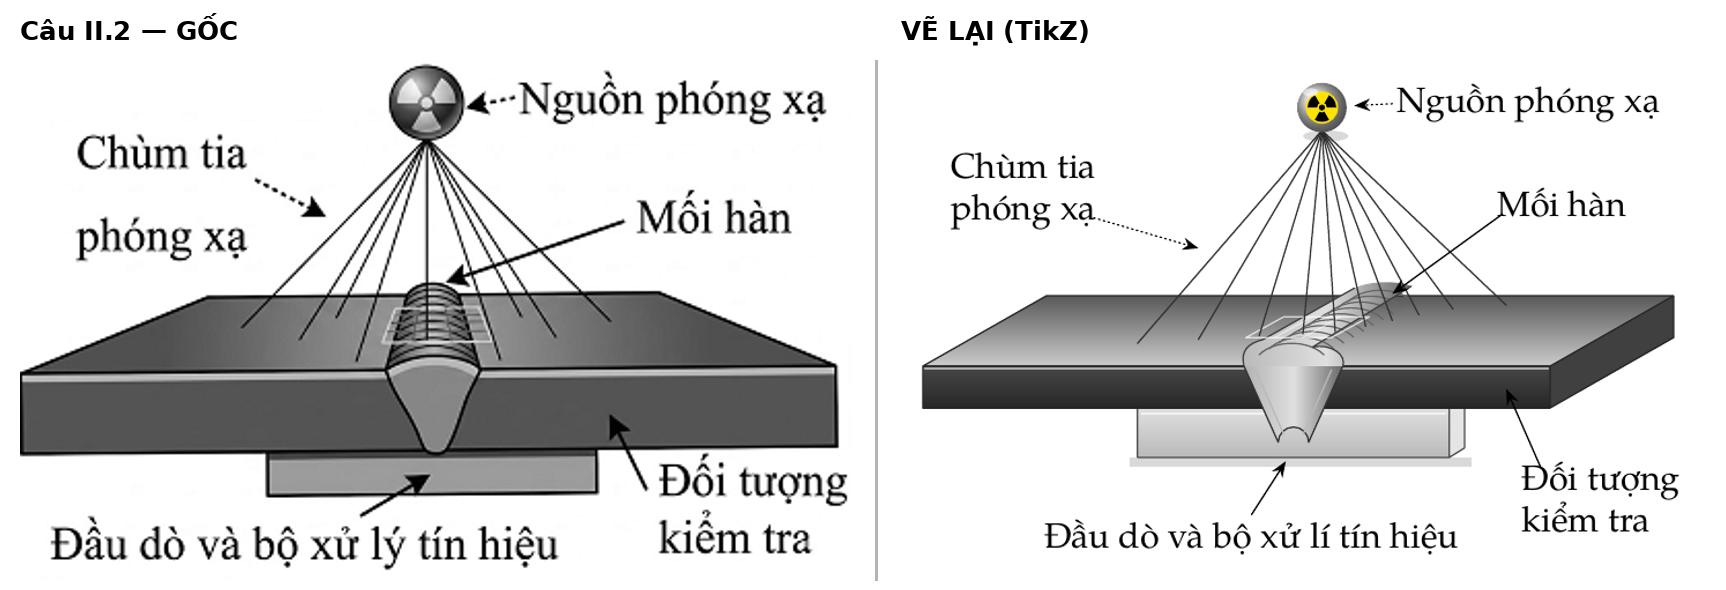 Câu II.2 — GỐC
Nguồn phóng xạ
Chùm tia
phóng xạ
Mối hàn
Đối tượng
kiểm tra
Đầu dò và bộ xử lý tín hiệu
VẼ LẠI (TikZ)
Nguồn phóng xạ
Chùm tia
phóng xạ
Mối hàn
Đối tượng
kiểm tra
Đầu dò và bộ xử lí tín hiệu